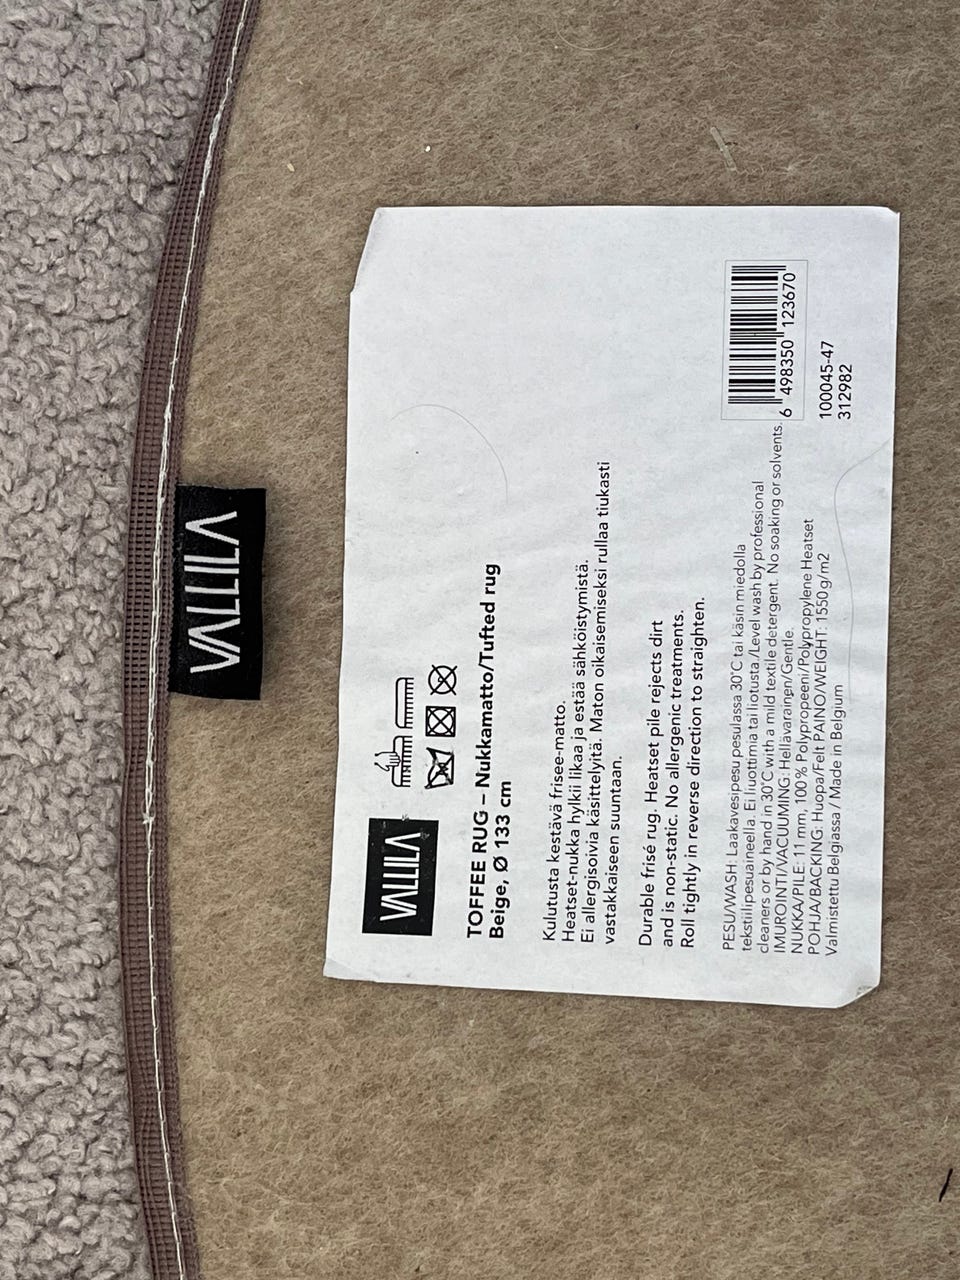 VALLILA
VALLILA
TOFFEE RUG – Nukkamatto/Tufted rug
Beige, Ø 133 cm
Kulutusta kestävä frisee-matto.
Heatset-nukka hylkii likaa ja estää sähköistymistä.
Ei allergisoivia käsittelyitä. Maton oikaisemiseksi rullaa tiukasti
vastakkaiseen suuntaan.
Durable frisé rug. Heatset pile rejects dirt
and is non-static. No allergenic treatments.
Roll tightly in reverse direction to straighten.
PESU/WASH: Laakavesipesu pesulassa 30°C tai käsin miedolla
tekstiilipesuaineella. Ei liuottimia tai liotusta./Level wash by professional
cleaners or by hand in 30°C with a mild textile detergent. No soaking or solvents.
IMUROINTI/VACUUMING: Hellävarainen/Gentle.
NUKKA/PILE: 11 mm, 100 % Polypropeeni/Polypropylene Heatset
POHJA/BACKING: Huopa/Felt PAINO/WEIGHT: 1550 g/m2
Valmistettu Belgiassa / Made in Belgium
6 498350 123670
100045-47
312982